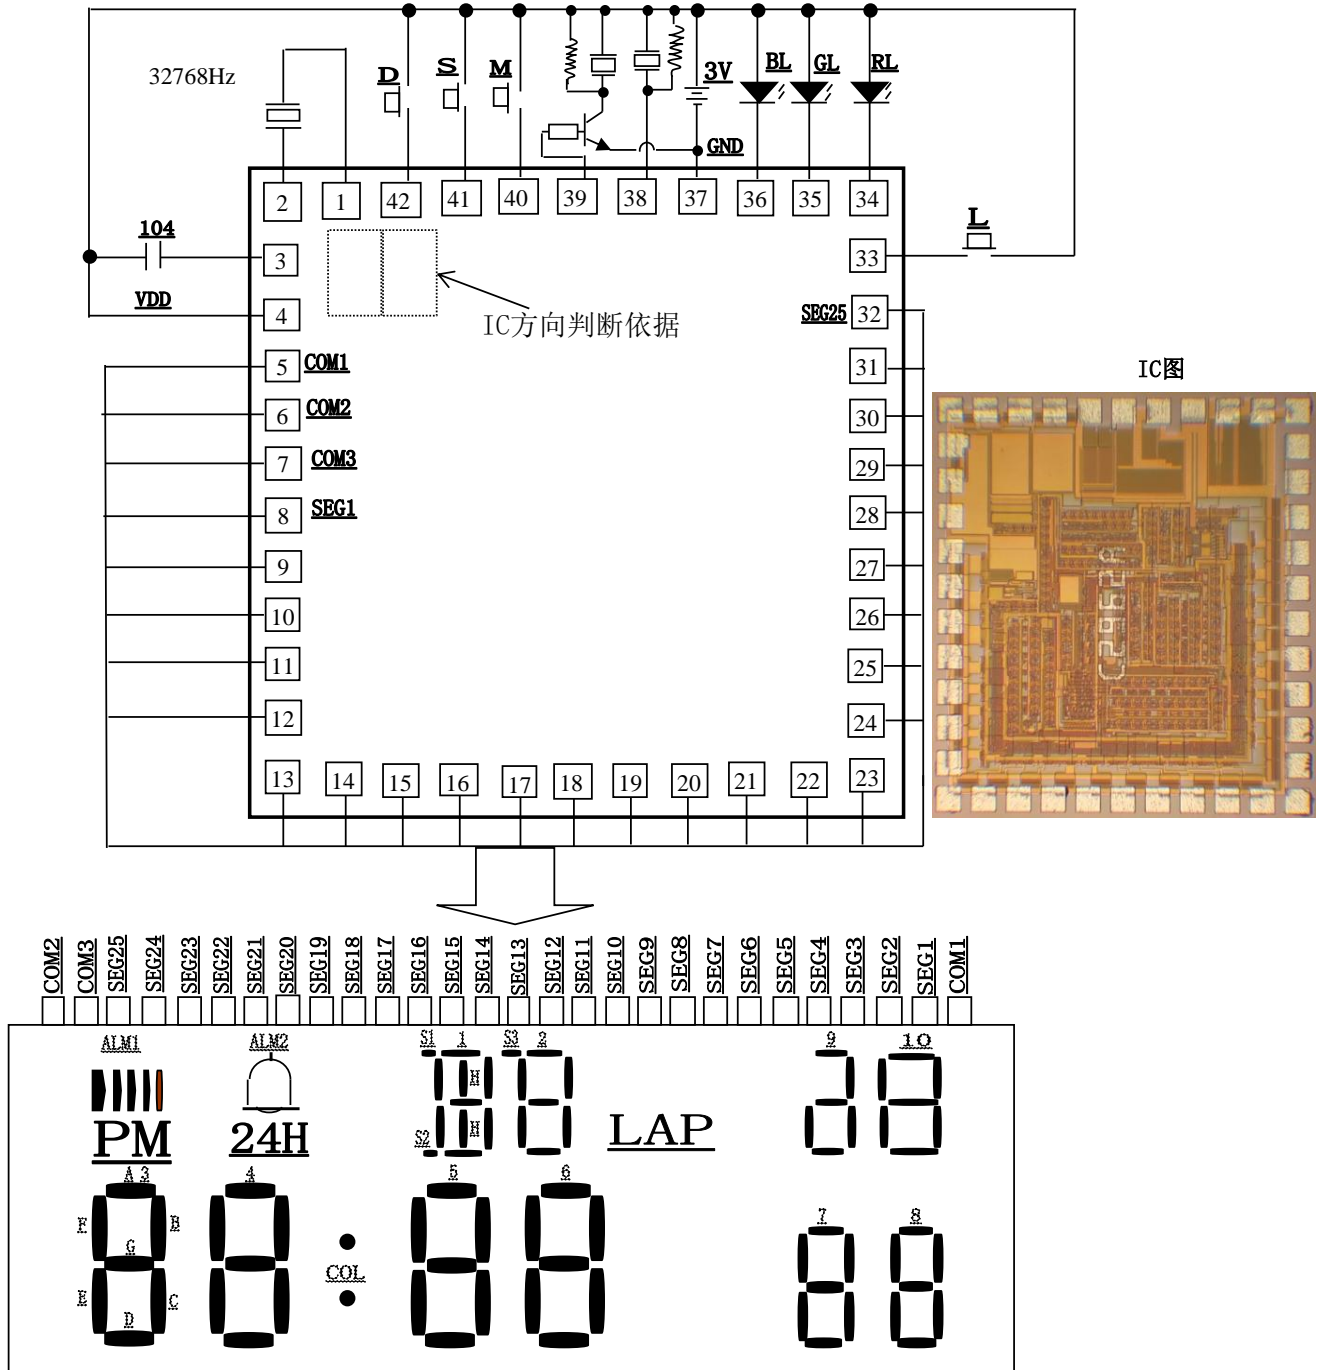 32768Hz
D
S
M
3V
BL
GL
RL
GND
2
1
42
41
40
39
38
37
36
35
34
104
3
VDD
4
L
33
IC方向判断依据
SEG25
32
5
COM1
6
COM2
7
COM3
8
SEG1
9
10
11
12
31
30
29
28
27
26
25
24
IC图
13
14
15
16
17
18
19
20
21
22
23
COM2
COM3
SEG25
SEG24
SEG23
SEG22
SEG21
SEG20
SEG19
SEG18
SEG17
SEG16
SEG15
SEG14
SEG13
SEG12
SEG11
SEG10
SEG9
SEG8
SEG7
SEG6
SEG5
SEG4
SEG3
SEG2
SEG1
COM1
ALM1
ALM2
S1
1
S3
2
9
10
H
H
S2
PM
24H
LAP
A 3
4
5
6
F
B
G
7
8
COL
E
C
D